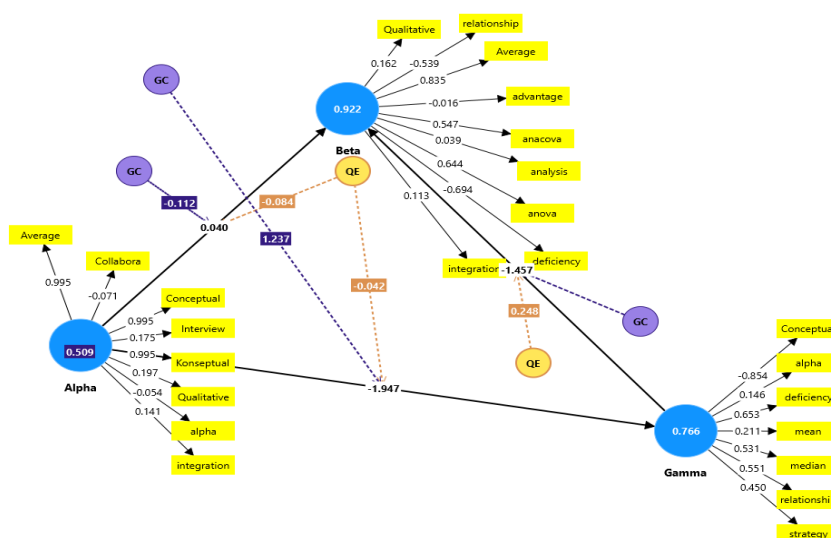 Qualitative
relationship
0.162
-0.539
Average
0.835
GC
0.922
-0.016
advantage
Beta
0.547
anacova
0.039
analysis
0.644
QE
-0.694
GC
0.113
anova
-0.112
-0.084
0.040
Average
1.237
Collabora
deficiency
integration
-1.457
0.995
-0.042
-0.071
Conceptual
0.995
0.248
GC
Interview
0.175
Conceptual
0.509
0.995
Konseptual
QE
alpha
Alpha
0.197
Qualitative
-1.947
-0.854
-0.054
0.146
deficiency
0.141
alpha
0.653
0.766
0.211
mean
integration
0.531
median
Gamma
0.551
0.450
relationshi
strategy